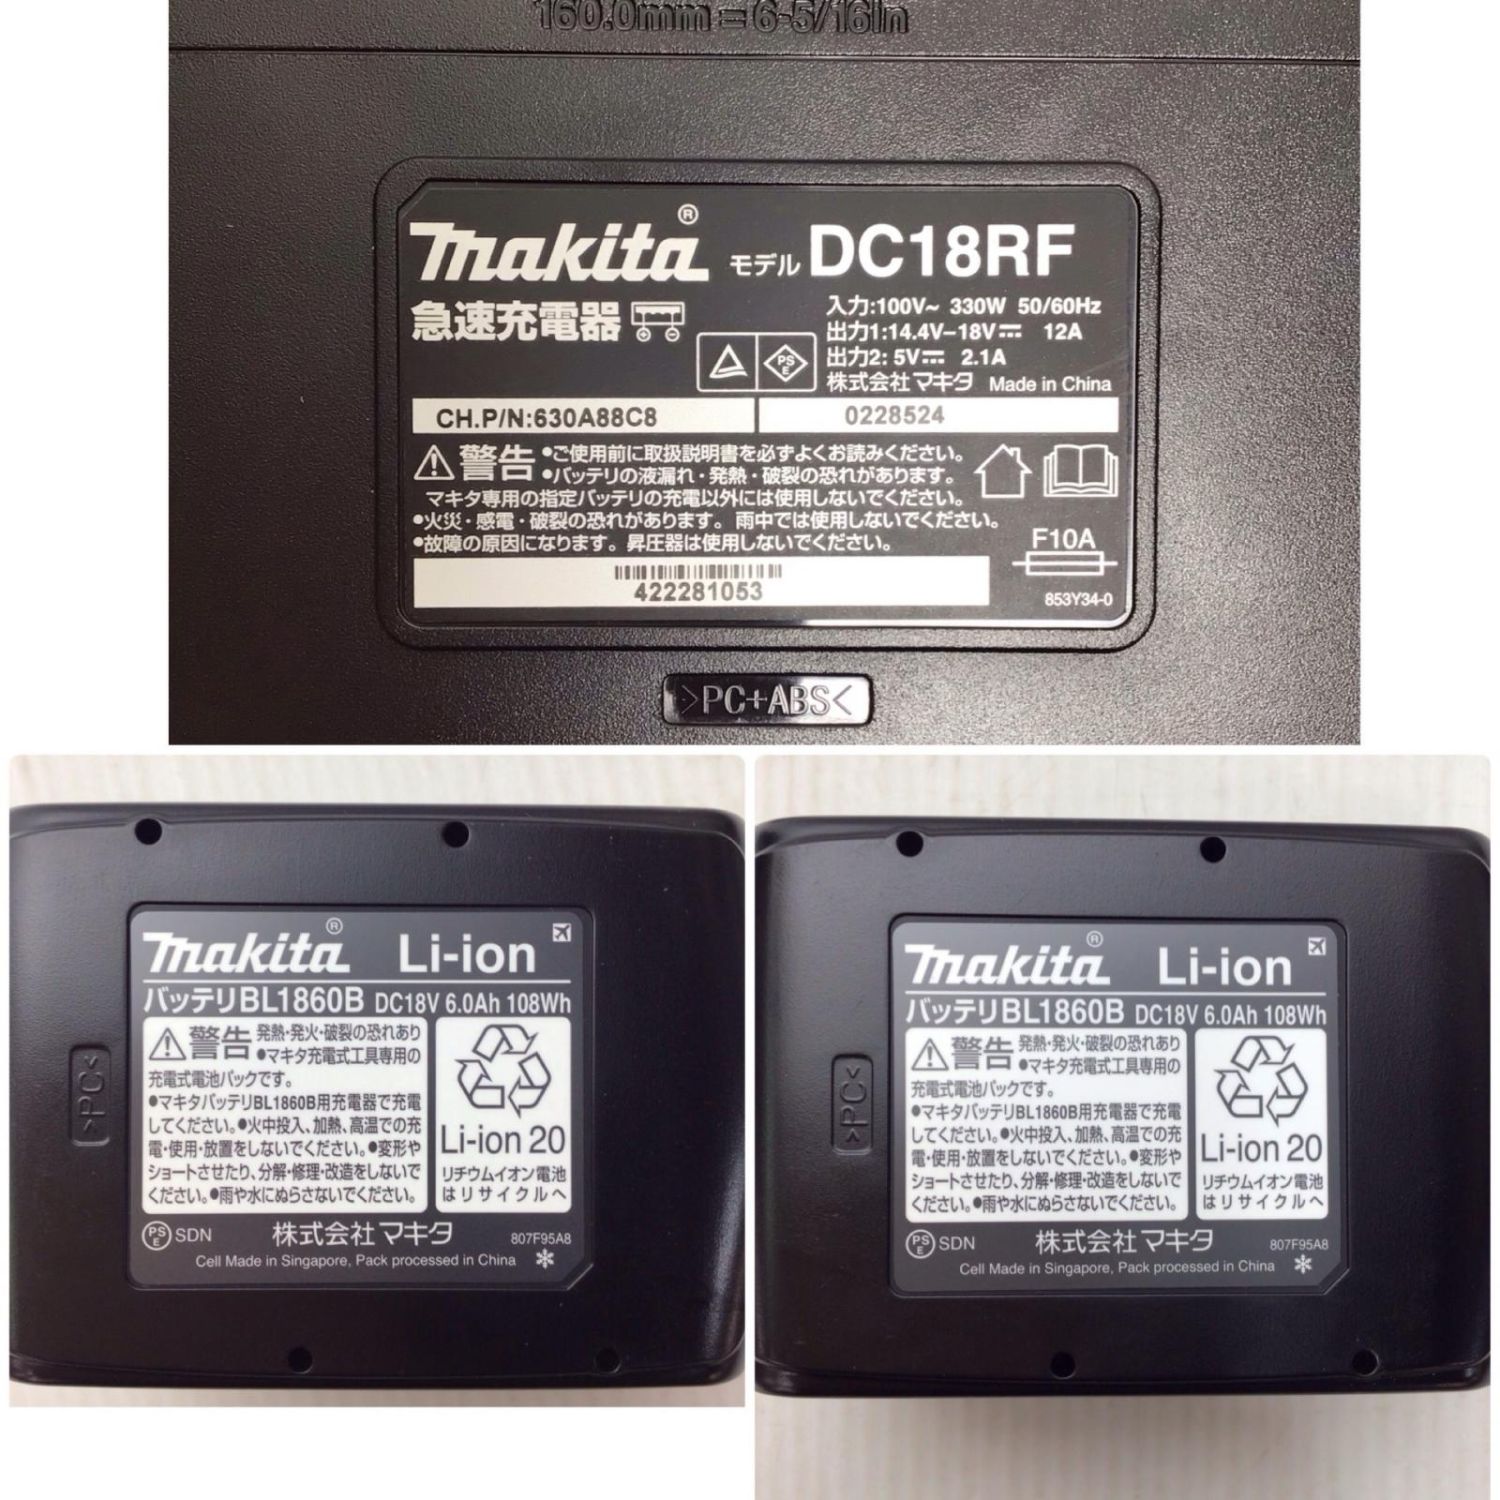 160.0mm=6-5/16in
makita® モデル DC18RF
急速充電器
入力:100V~ 330W 50/60Hz
出力1:14.4V-18V⎓ 12A
出力2: 5V⎓ 2.1A
株式会社マキタ Made in China
PSE
CH.P/N:630A88C8 0228524
⚠警告 •ご使用前に取扱説明書を必ずよくお読みください。
•バッテリの液漏れ・発熱・破裂の恐れがあります。
マキタ専用の指定バッテリの充電以外には使用しないでください。
•火災・感電・破裂の恐れがあります。雨中では使用しないでください。
•故障の原因になります。昇圧器は使用しないでください。
F10A
422281053
853Y34-0
>PC+ABS<
makita® Li-ion
バッテリBL1860B DC18V 6.0Ah 108Wh
⚠警告 発熱・発火・破裂の恐れあり
•マキタ充電式工具専用の
充電式電池パックです。
•マキタバッテリBL1860B用充電器で充電
してください。•火中投入、加熱、高温での充
電・使用・放置をしないでください。•変形や
ショートさせたり、分解・修理・改造をしないで
ください。•雨や水にぬらさないでください。
Li-ion 20
リチウムイオン電池
はリサイクルへ
PSE SDN 株式会社マキタ 807F95A8
Cell Made in Singapore, Pack processed in China
>PC<
makita® Li-ion
バッテリBL1860B DC18V 6.0Ah 108Wh
⚠警告 発熱・発火・破裂の恐れあり
•マキタ充電式工具専用の
充電式電池パックです。
•マキタバッテリBL1860B用充電器で充電
してください。•火中投入、加熱、高温での充
電・使用・放置をしないでください。•変形や
ショートさせたり、分解・修理・改造をしないで
ください。•雨や水にぬらさないでください。
Li-ion 20
リチウムイオン電池
はリサイクルへ
PSE SDN 株式会社マキタ 807F95A8
Cell Made in Singapore, Pack processed in China
>PC<